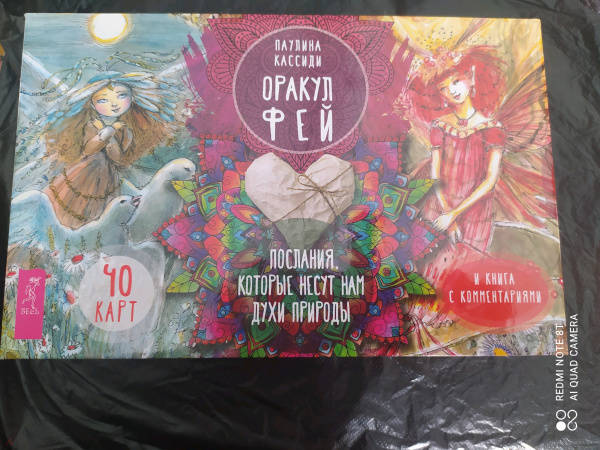 ПАУЛИНА
КАССИДИ
ОРАКУЛ
ФЕЙ
ПОСЛАНИЯ,
КОТОРЫЕ НЕСУТ НАМ
ДУХИ ПРИРОДЫ
40
КАРТ
И КНИГА
С КОММЕНТАРИЯМИ
ВЕСЬ
REDMI NOTE 8T
AI QUAD CAMERA